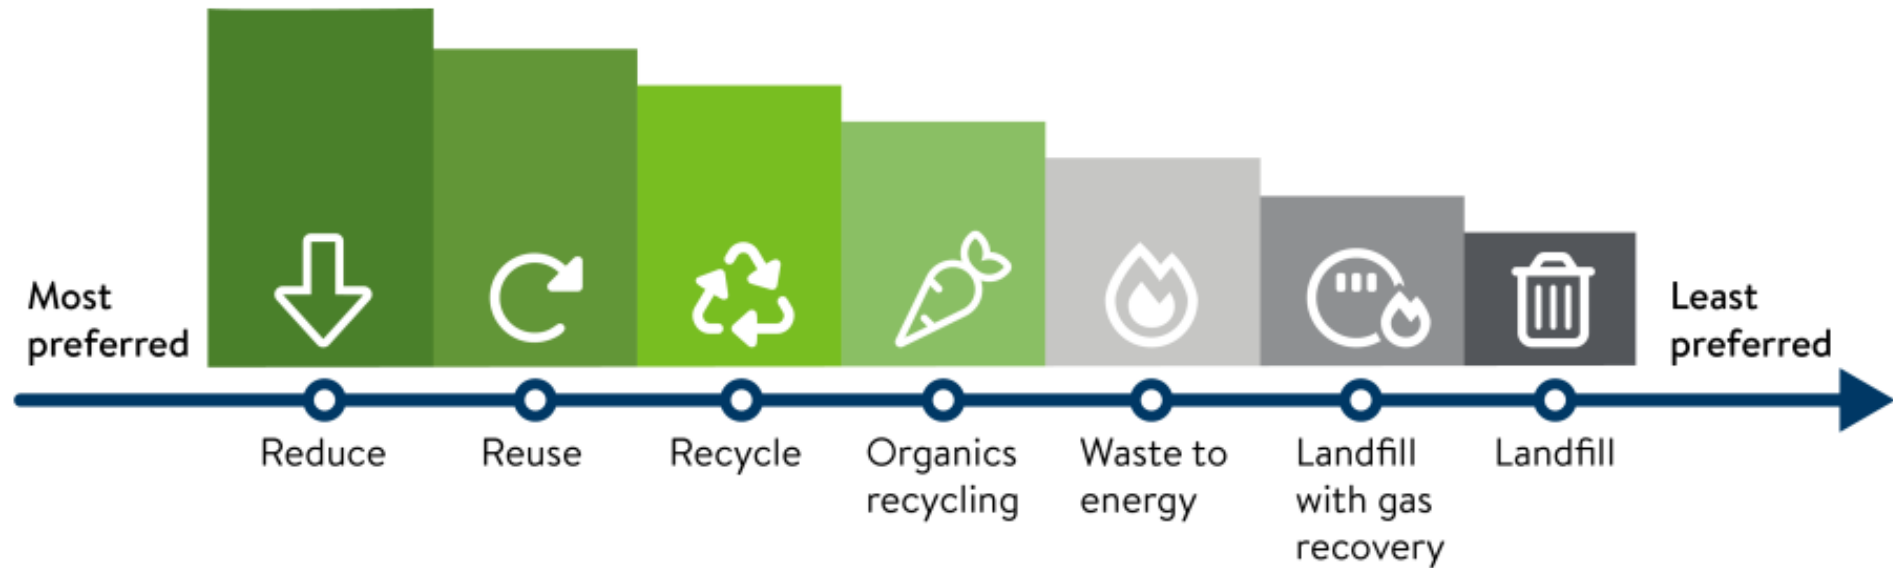 Most
preferred
Least
preferred
Reduce
Reuse
Recycle
Organics
recycling
Waste to
energy
Landfill
with gas
recovery
Landfill